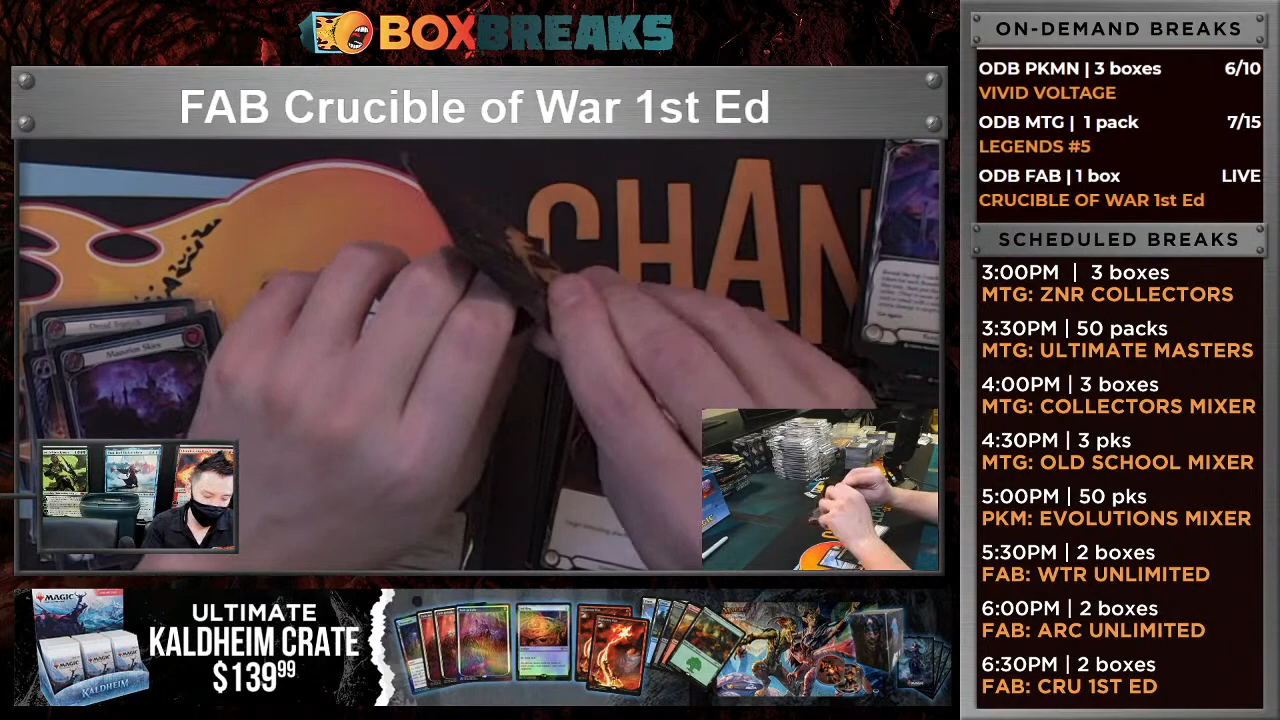 BOXBREAKS
FAB Crucible of War 1st Ed
CHAN
Dread Triptych
Mauvrion Skies
ULTIMATE
KALDHEIM CRATE
$139.99
MAGIC
KALDHEIM
ON-DEMAND BREAKS
ODB PKMN | 3 boxes 6/10
VIVID VOLTAGE
ODB MTG | 1 pack 7/15
LEGENDS #5
ODB FAB | 1 box LIVE
CRUCIBLE OF WAR 1st Ed
SCHEDULED BREAKS
3:00PM | 3 boxes
MTG: ZNR COLLECTORS
3:30PM | 50 packs
MTG: ULTIMATE MASTERS
4:00PM | 3 boxes
MTG: COLLECTORS MIXER
4:30PM | 3 pks
MTG: OLD SCHOOL MIXER
5:00PM | 50 pks
PKM: EVOLUTIONS MIXER
5:30PM | 2 boxes
FAB: WTR UNLIMITED
6:00PM | 2 boxes
FAB: ARC UNLIMITED
6:30PM | 2 boxes
FAB: CRU 1ST ED